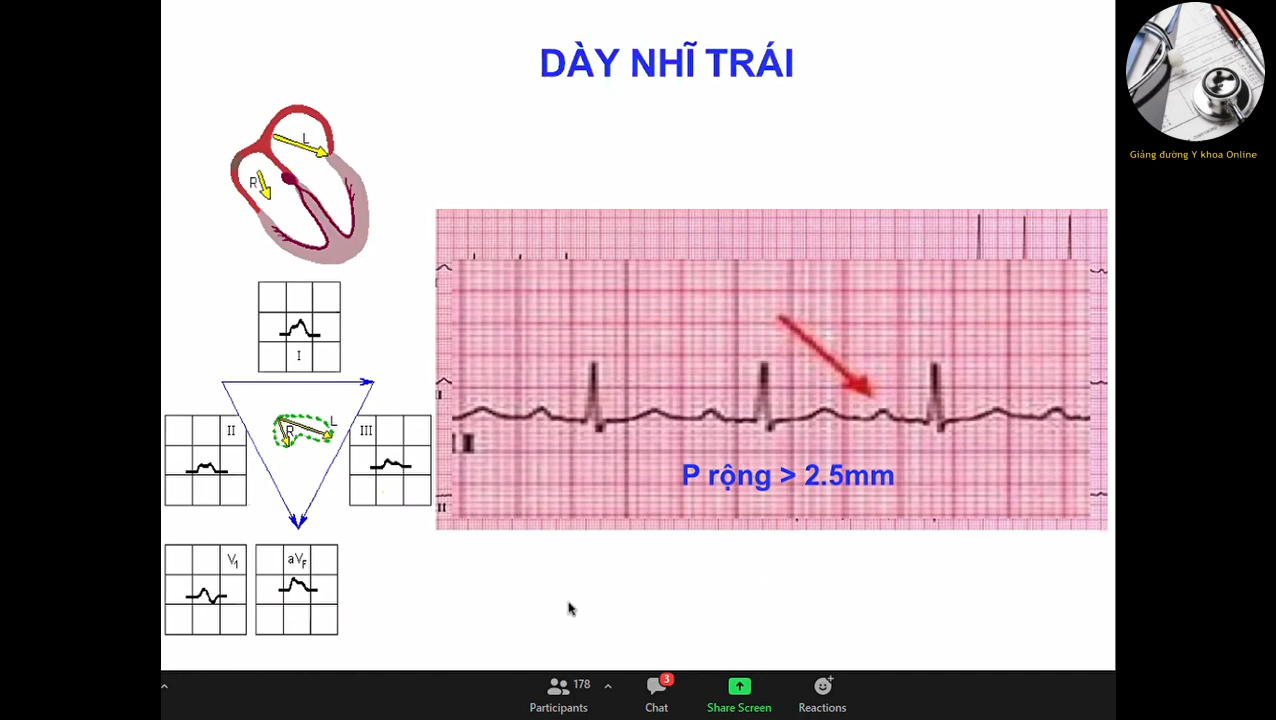 DÀY NHĨ TRÁI
Giảng đường Y khoa Online
L
R
I
II
R
L
III
V1
aVF
I
II
P rộng > 2.5mm
II
178
3
Participants
Chat
Share Screen
Reactions